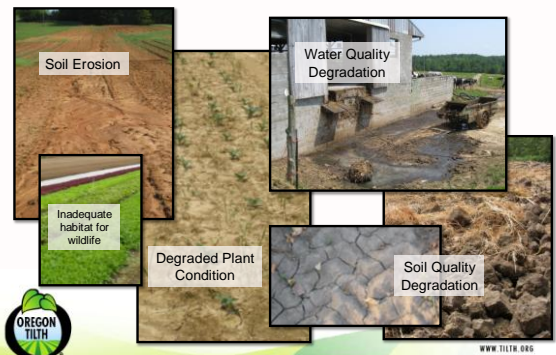 Soil Erosion
Water Quality
Degradation
Inadequate
habitat for
wildlife
Degraded Plant
Condition
Soil Quality
Degradation
OREGON
TILTH
WWW.TILTH.ORG